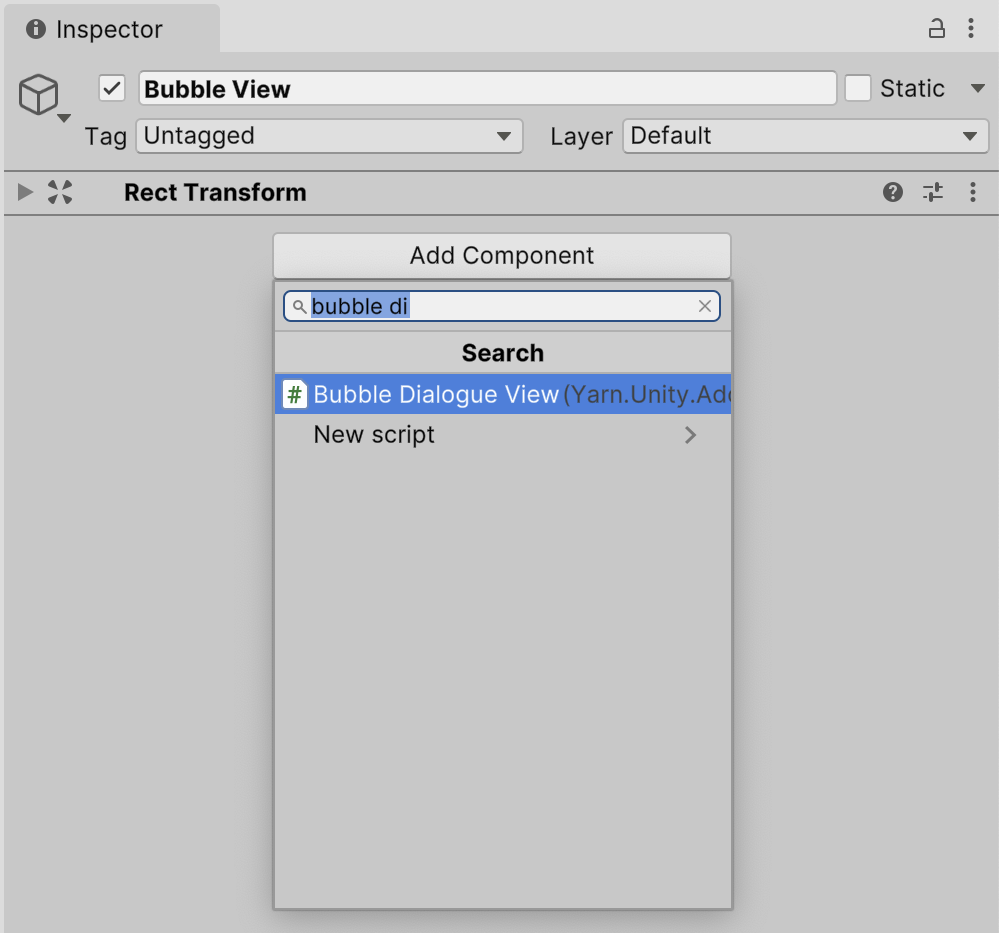 Inspector
Bubble View
Static
Tag Untagged Layer Default
Rect Transform
Add Component
bubble di
Search
# Bubble Dialogue View (Yarn.Unity.Ad
New script